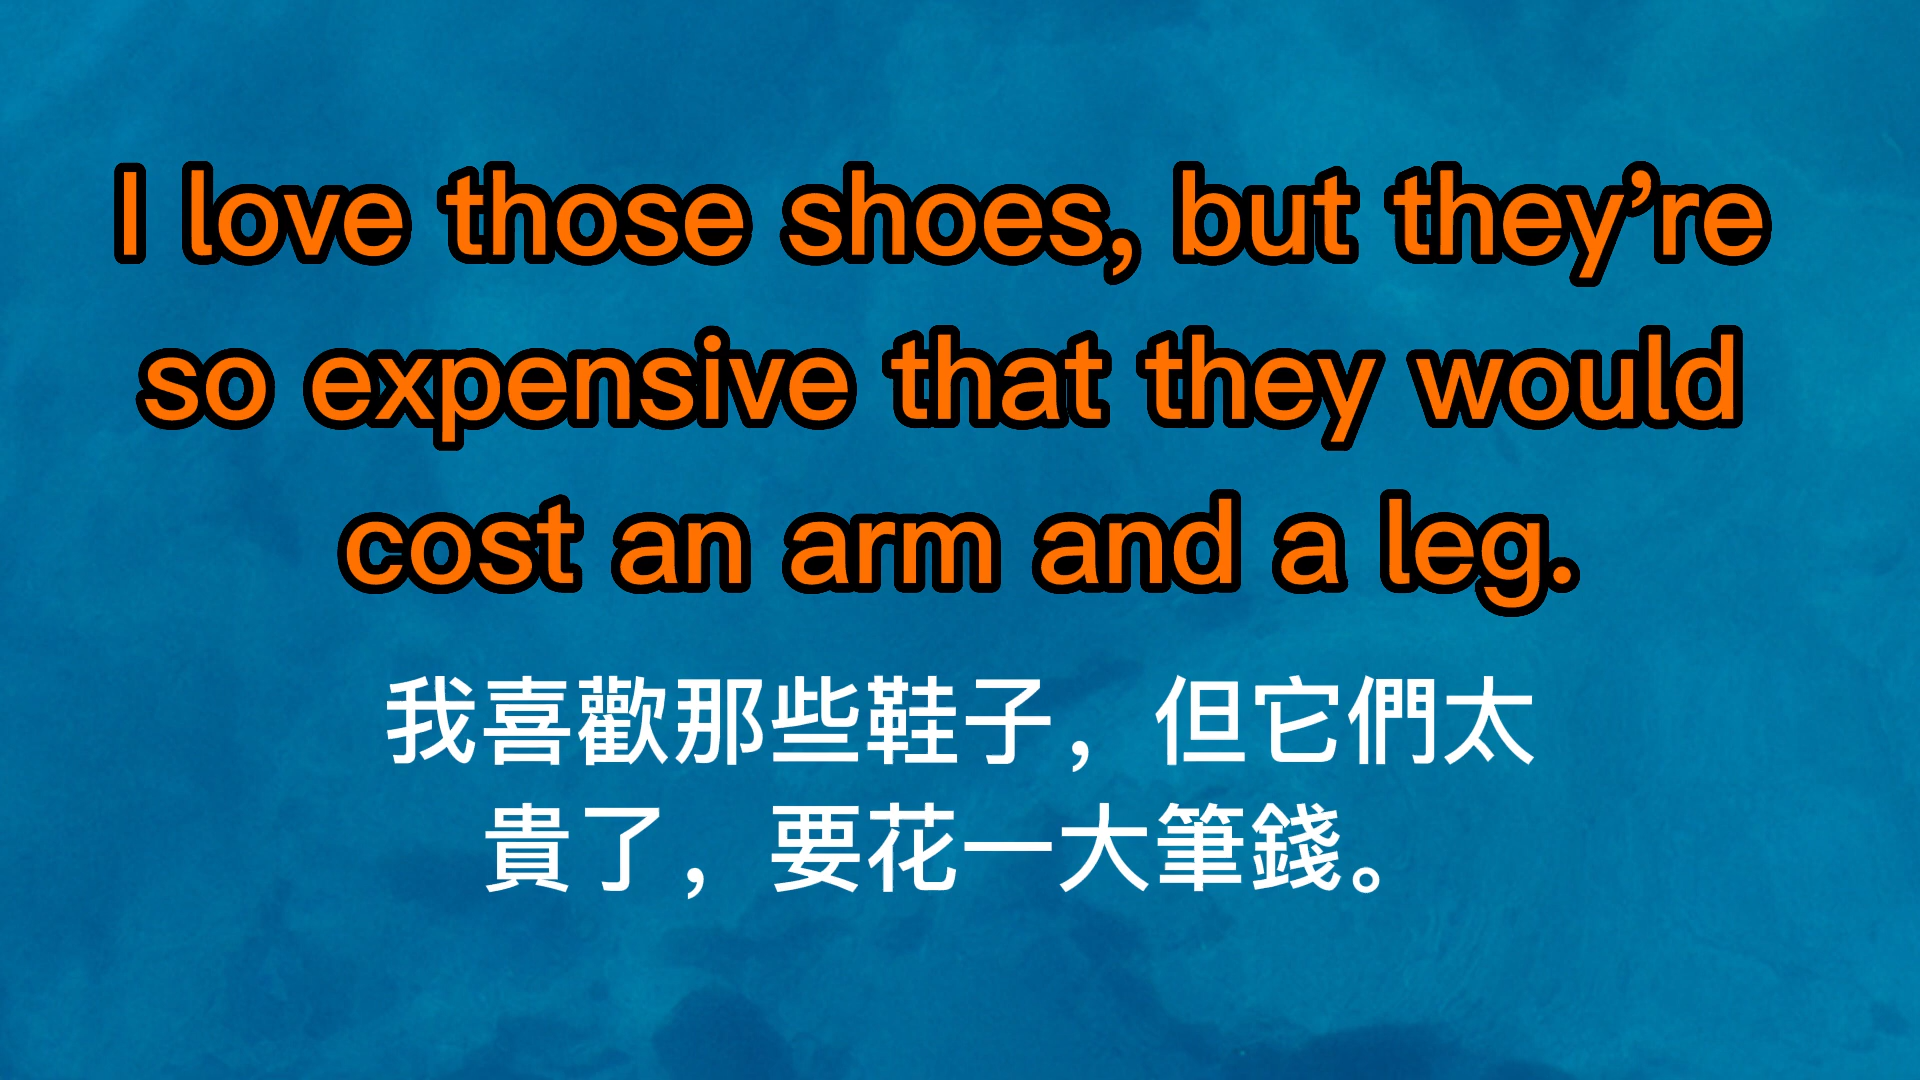 I love those shoes, but they’re
so expensive that they would
cost an arm and a leg.
我喜歡那些鞋子，但它們太
貴了，要花一大筆錢。